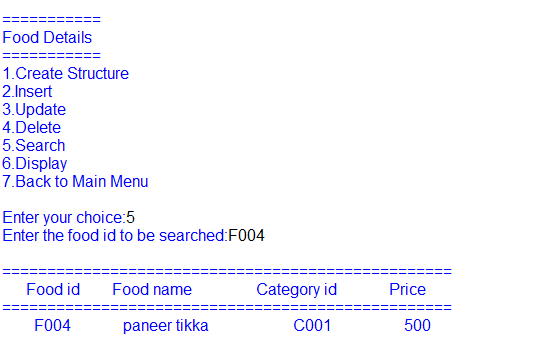 ===========
Food Details
===========
1.Create Structure
2.Insert
3.Update
4.Delete
5.Search
6.Display
7.Back to Main Menu
Enter your choice:5
Enter the food id to be searched:F004
==================================================
Food id Food name Category id Price
==================================================
F004 paneer tikka C001 500